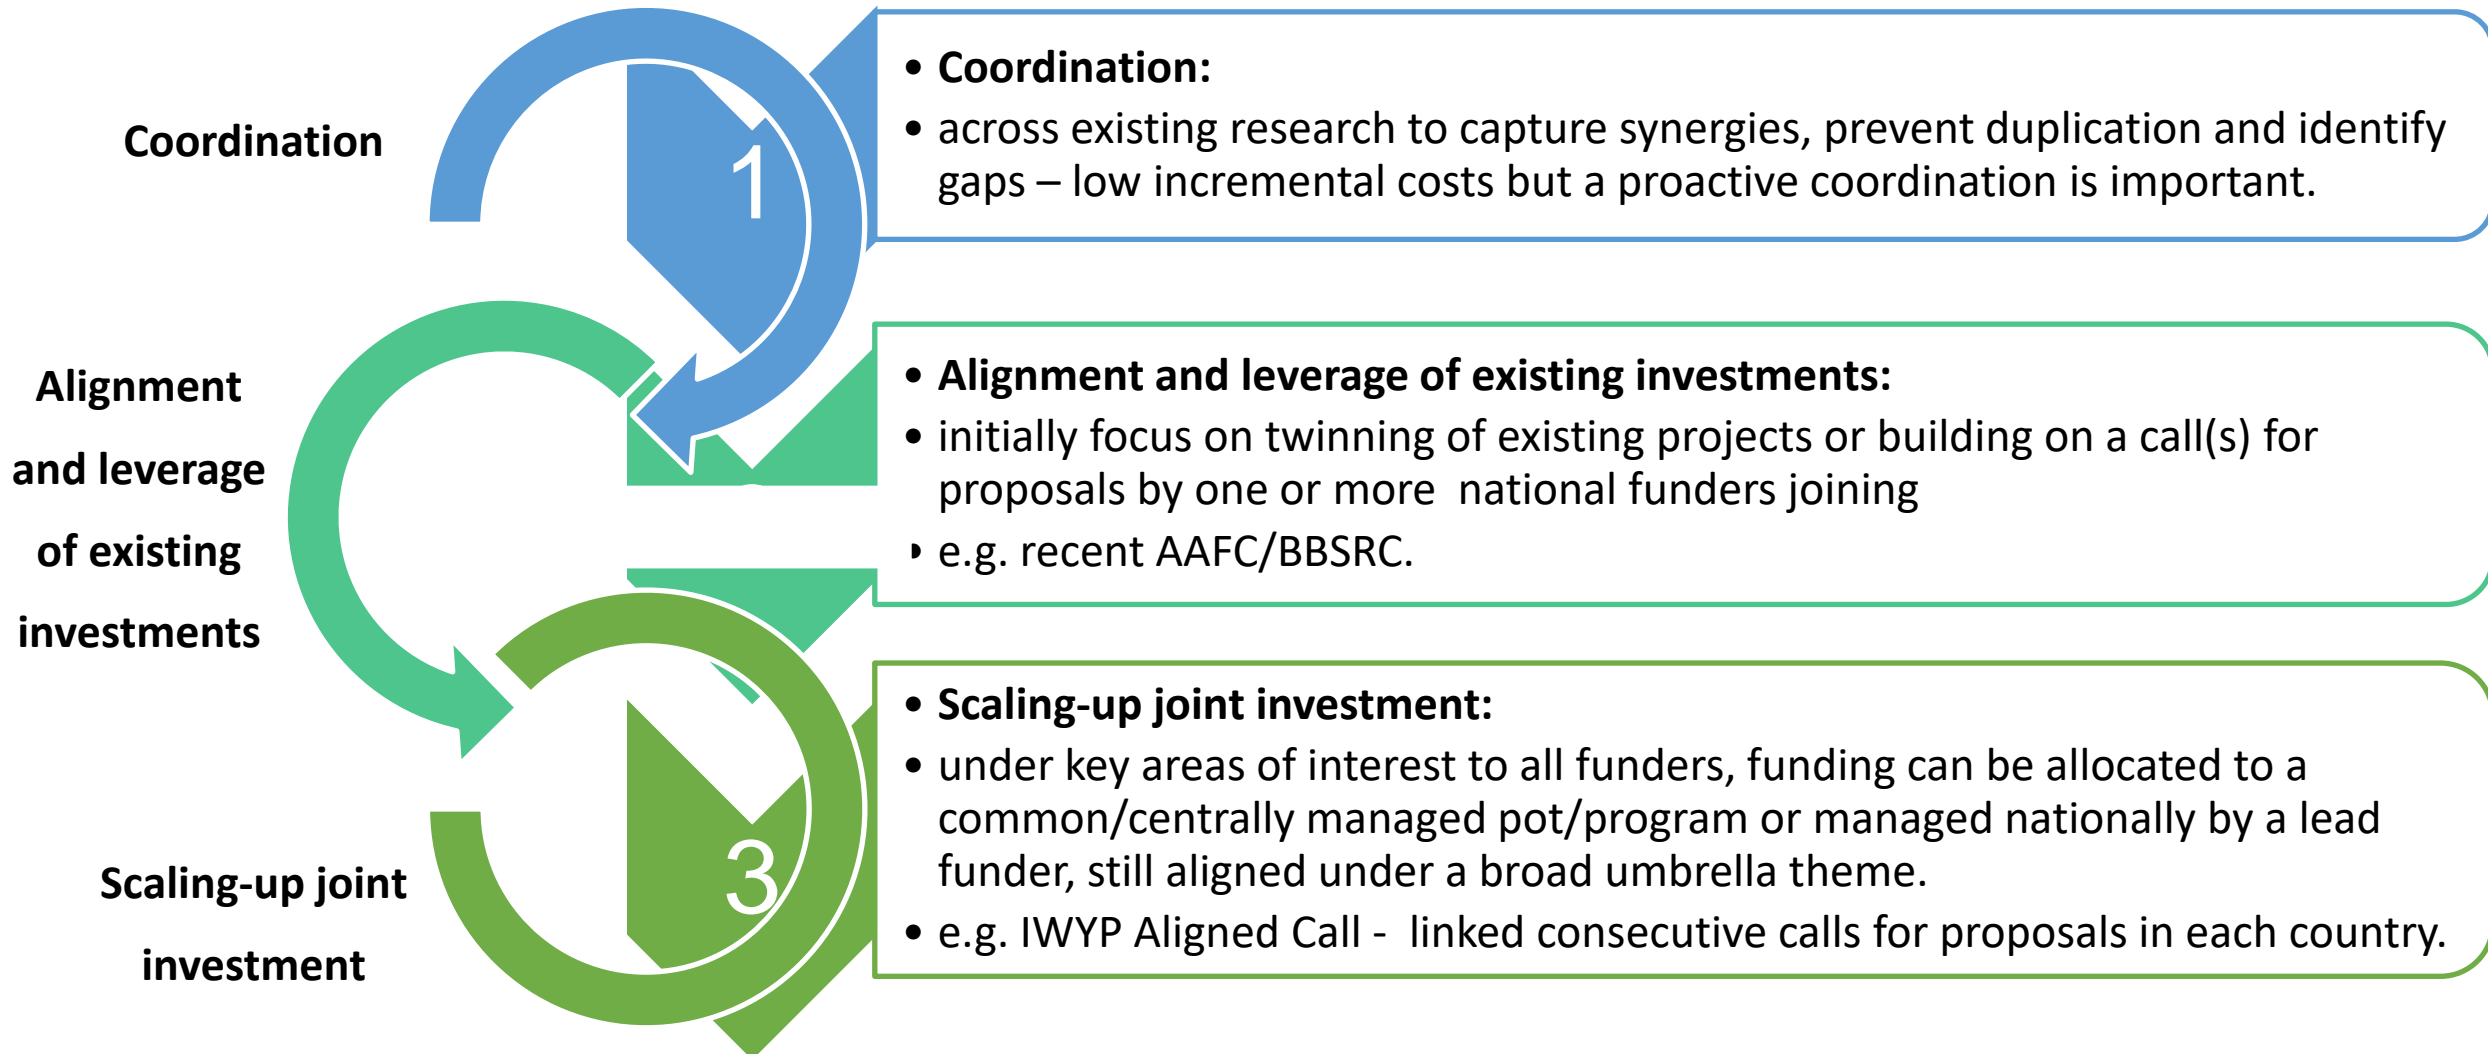 Coordination
1
• Coordination:
• across existing research to capture synergies, prevent duplication and identify
gaps – low incremental costs but a proactive coordination is important.
Alignment
and leverage
of existing
investments
• Alignment and leverage of existing investments:
• initially focus on twinning of existing projects or building on a call(s) for
proposals by one or more  national funders joining
• e.g. recent AAFC/BBSRC.
Scaling-up joint
investment
3
• Scaling-up joint investment:
• under key areas of interest to all funders, funding can be allocated to a
common/centrally managed pot/program or managed nationally by a lead
funder, still aligned under a broad umbrella theme.
• e.g. IWYP Aligned Call -  linked consecutive calls for proposals in each country.